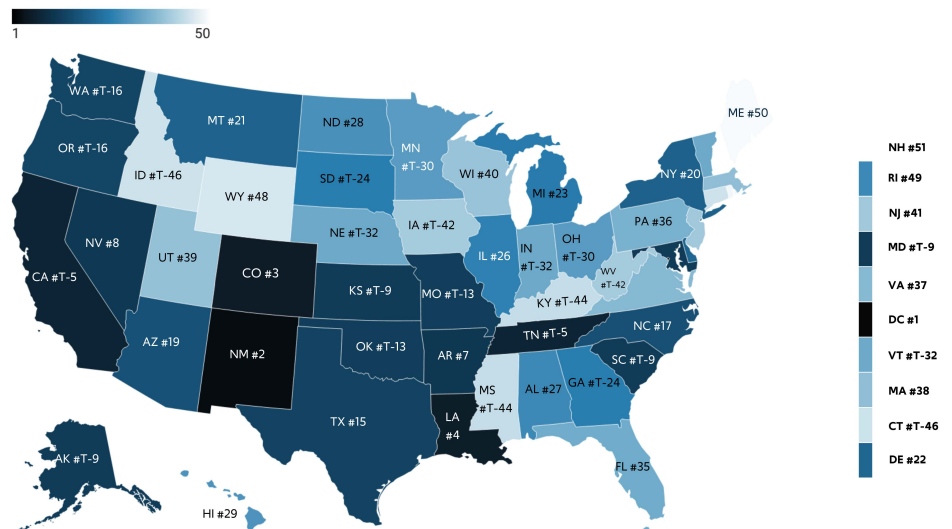 1 50
WA #T-16
OR #T-16
CA #T-5
NV #8
ID #T-46
MT #21
WY #48
UT #39
AZ #19
CO #3
NM #2
ND #28
SD #T-24
NE #T-32
KS #T-9
OK #T-13
TX #15
MN
#T-30
IA #T-42
MO #T-13
AR #7
LA
#4
WI #40
IL #26
MI #23
IN
#T-32
OH
#T-30
KY #T-44
TN #T-5
MS
#T-44
AL #27
GA #T-24
FL #35
SC #T-9
NC #17
WV
#T-42
PA #36
NY #20
ME #50
AK #T-9
HI #29
NH #51
RI #49
NJ #41
MD #T-9
VA #37
DC #1
VT #T-32
MA #38
CT #T-46
DE #22